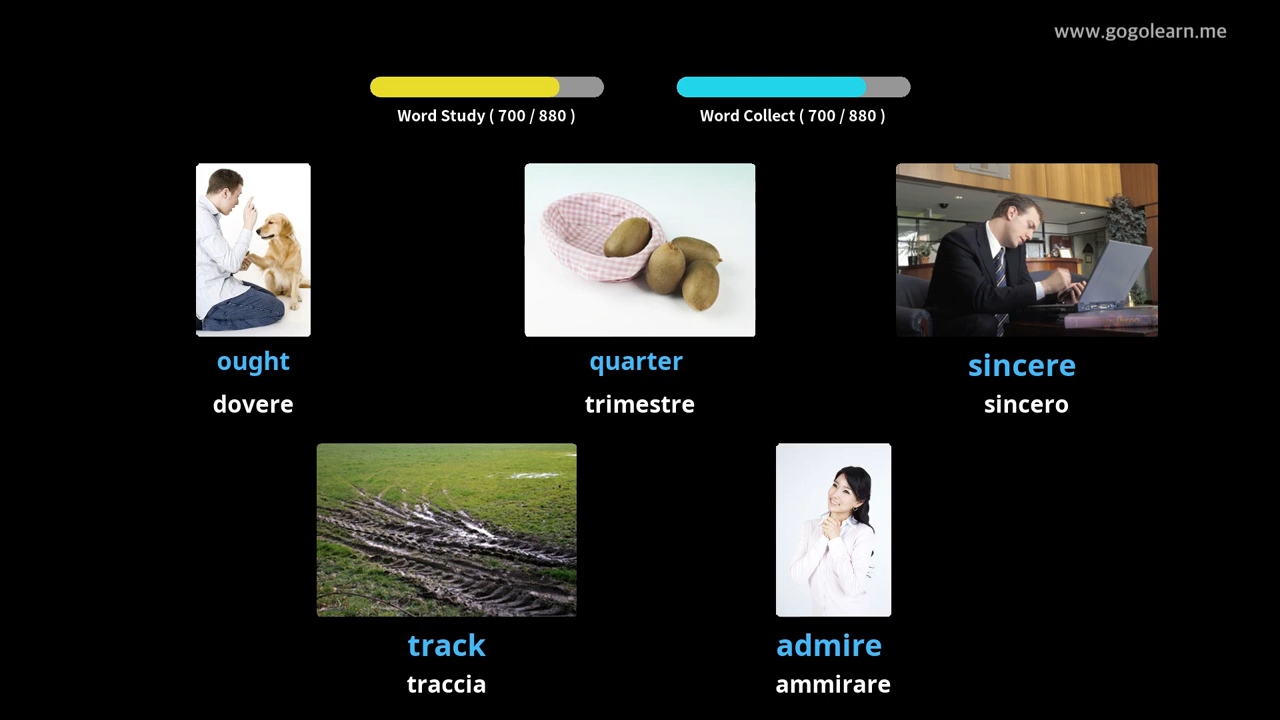 www.gogolearn.me
Word Study ( 700 / 880 )
Word Collect ( 700 / 880 )
ought
dovere
quarter
trimestre
sincere
sincero
track
traccia
admire
ammirare